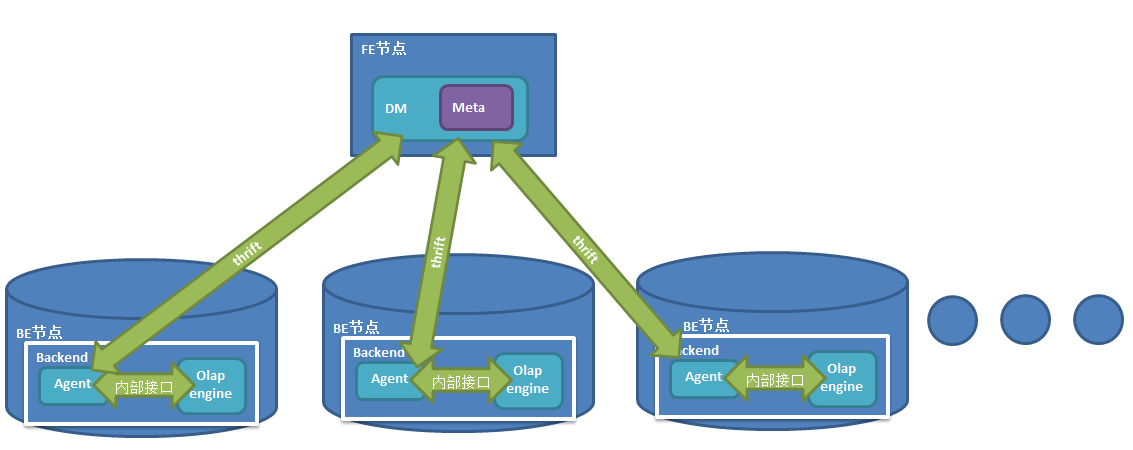 FE节点
DM
Meta
thrift
thrift
thrift
BE节点
Backend
Agent
内部接口
Olap
engine
BE节点
Backend
Agent
内部接口
Olap
engine
BE节点
ckend
Agent
内部接口
Olap
engine